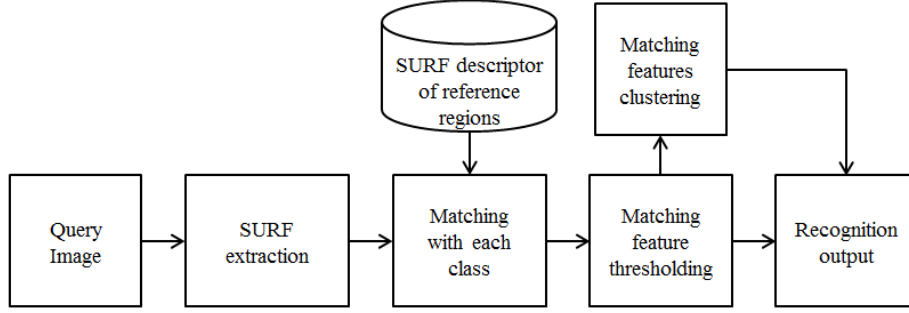 SURF descriptor
of reference
regions
Matching
features
clustering
Query
Image
SURF
extraction
Matching
with each
class
Matching
feature
thresholding
Recognition
output